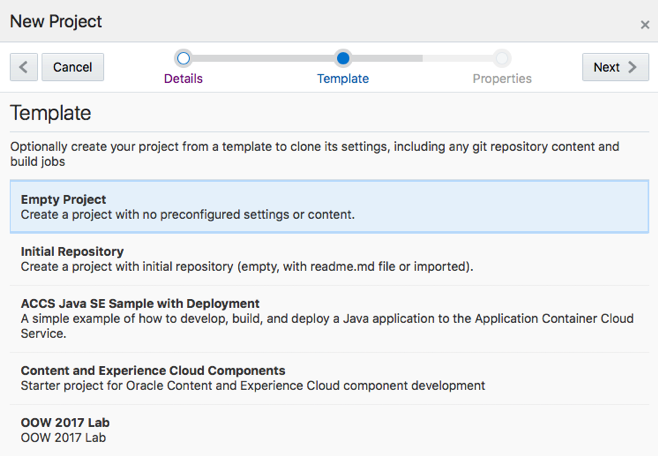 New Project
×
Cancel
Details
Template
Properties
Next
Template
Optionally create your project from a template to clone its settings, including any git repository content and
build jobs
Empty Project
Create a project with no preconfigured settings or content.
Initial Repository
Create a project with initial repository (empty, with readme.md file or imported).
ACCS Java SE Sample with Deployment
A simple example of how to develop, build, and deploy a Java application to the Application Container Cloud
Service.
Content and Experience Cloud Components
Starter project for Oracle Content and Experience Cloud component development
OOW 2017 Lab
OOW 2017 Lab